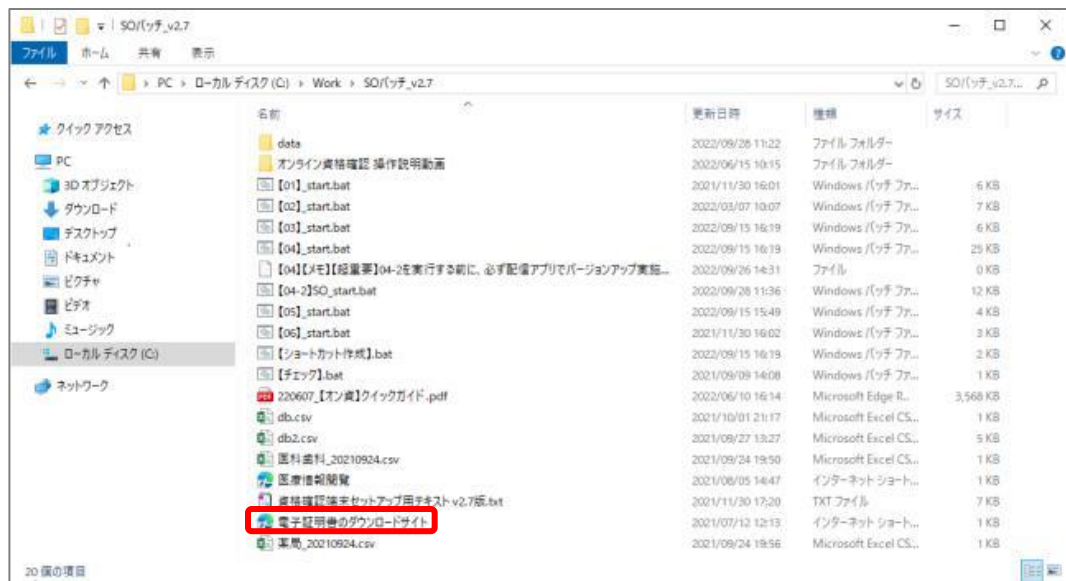 SOバッチ_v2.7
ファイル ホーム 共有 表示
PC › ローカル ディスク (C:) › Work › SOバッチ_v2.7 SOバッチ_v2.7...
名前 更新日時 種類 サイズ
クイック アクセス
PC
3D オブジェクト
ダウンロード
デスクトップ
ドキュメント
ピクチャ
ビデオ
ミュージック
ローカル ディスク (C:)
ネットワーク
data 2022/09/28 11:22 ファイル フォルダー
オンライン資格確認 操作説明動画 2022/06/15 10:15 ファイル フォルダー
【01】_start.bat 2021/11/30 16:01 Windows バッチ ファ... 6 KB
【02】_start.bat 2022/03/07 10:07 Windows バッチ ファ... 7 KB
【03】_start.bat 2022/09/15 16:19 Windows バッチ ファ... 6 KB
【04】_start.bat 2022/09/15 16:19 Windows バッチ ファ... 25 KB
【04】【メモ】【超重要】04-2を実行する前に、必ず配信アプリでバージョンアップ実施... 2022/09/26 14:31 ファイル 0 KB
【04-2】SO_start.bat 2022/09/28 11:36 Windows バッチ ファ... 12 KB
【05】_start.bat 2022/09/15 15:49 Windows バッチ ファ... 4 KB
【06】_start.bat 2021/11/30 16:02 Windows バッチ ファ... 3 KB
【ショートカット作成】.bat 2022/09/15 16:19 Windows バッチ ファ... 2 KB
【チェック】.bat 2021/09/09 14:08 Windows バッチ ファ... 1 KB
220607_【オン資】クイックガイド.pdf 2022/06/10 16:14 Microsoft Edge P... 3,568 KB
db.csv 2021/10/01 21:17 Microsoft Excel CS... 1 KB
db2.csv 2021/09/27 13:27 Microsoft Excel CS... 5 KB
医科歯科_20210924.csv 2021/09/24 19:50 Microsoft Excel CS... 1 KB
医療情報閲覧 2021/08/05 14:47 インターネット ショート... 1 KB
資格確認端末セットアップ用テキストv2.7版.txt 2021/11/30 17:20 TXT ファイル 7 KB
電子証明書のダウンロードサイト 2021/07/12 12:13 インターネット ショート... 1 KB
薬局_20210924.csv 2021/09/24 19:56 Microsoft Excel CS... 1 KB
20 個の項目